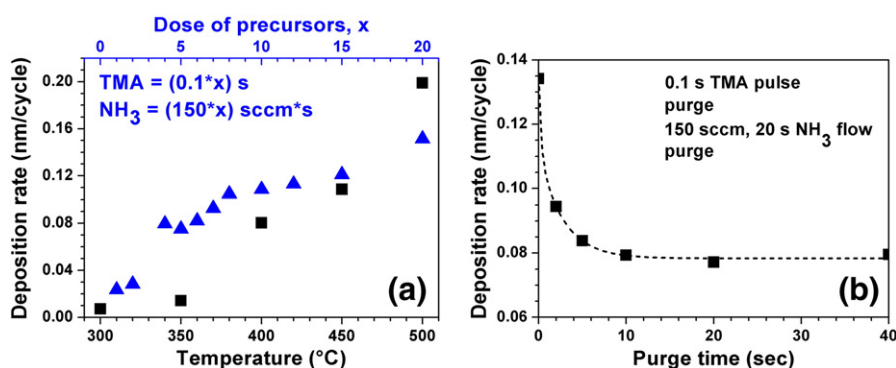 Dose of precursors, x
0 5 10 15 20
TMA = (0.1*x) s
NH3 = (150*x) sccm*s
0.20
0.16
0.12
0.08
0.04
0.00
Deposition rate (nm/cycle)
(a)
300 350 400 450 500
Temperature (°C)
0.14
0.12
0.10
0.08
0.06
Deposition rate (nm/cycle)
0.1 s TMA pulse
purge
150 sccm, 20 s NH3 flow
purge
(b)
0 10 20 30 40
Purge time (sec)